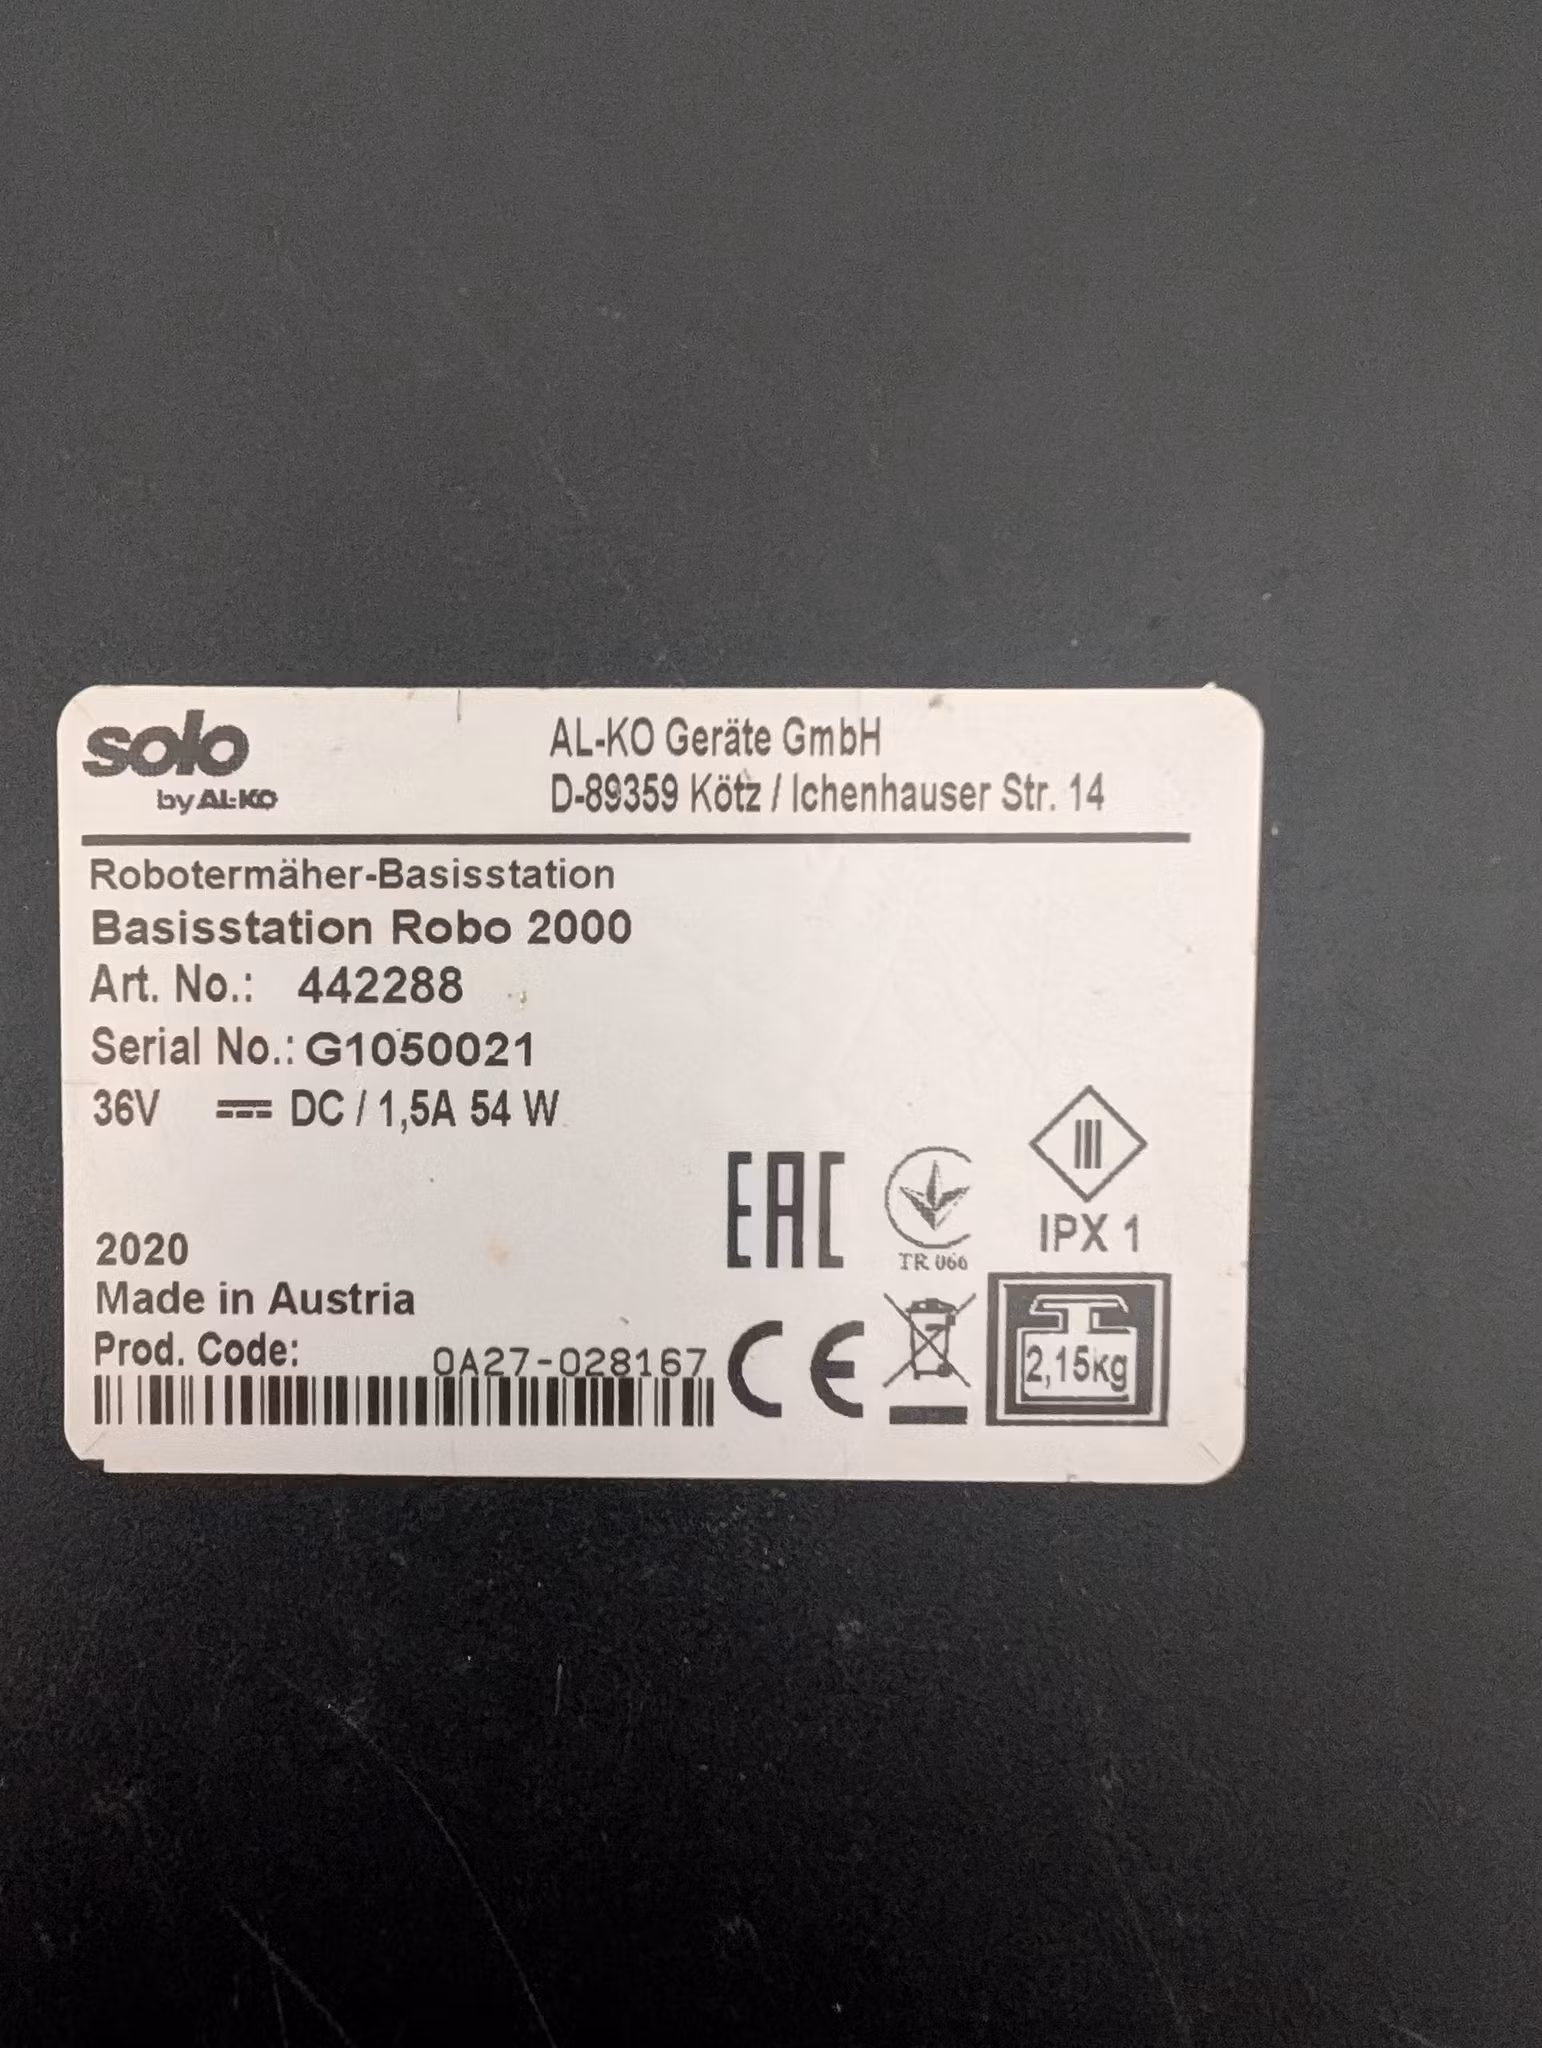 solo
by AL-KO
AL-KO Geräte GmbH
D-89359 Kötz / Ichenhauser Str. 14
Robotermäher-Basisstation
Basisstation Robo 2000
Art. No.: 442288
Serial No.: G1050021
36V DC / 1,5A 54 W
III
IPX 1
EAC
TR 066
2020
Made in Austria
Prod. Code: 0A27-028167
CE
2,15kg